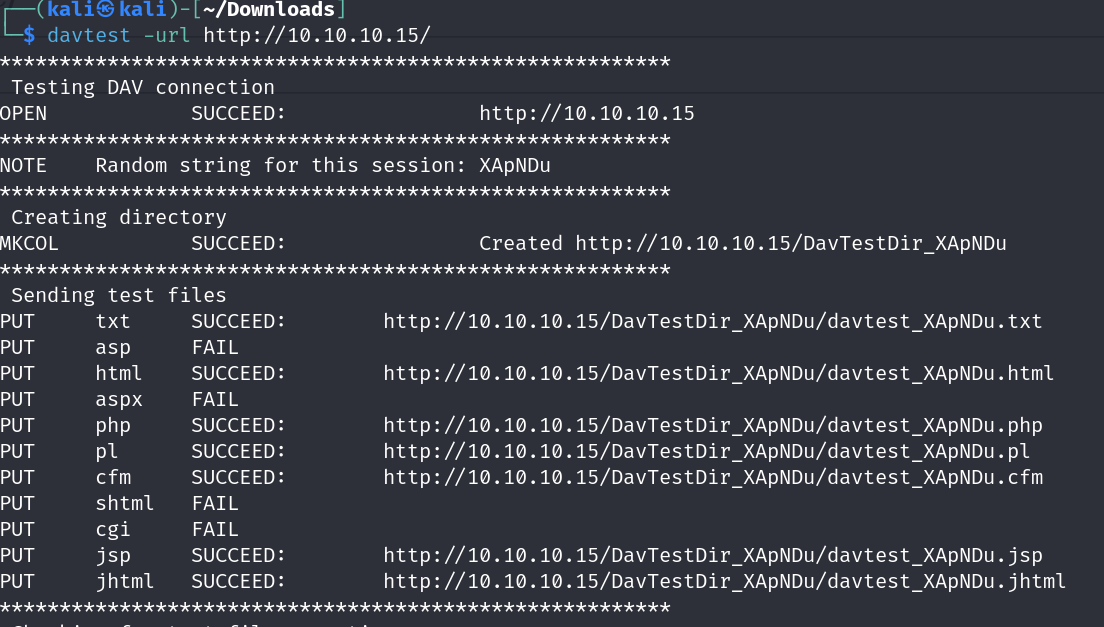 ┌──(kali㉿kali)-[~/Downloads]
└─$ davtest -url http://10.10.10.15/
********************************************************
 Testing DAV connection
OPEN            SUCCEED:                http://10.10.10.15
********************************************************
NOTE    Random string for this session: XApNDu
********************************************************
 Creating directory
MKCOL           SUCCEED:                Created http://10.10.10.15/DavTestDir_XApNDu
********************************************************
 Sending test files
PUT     txt     SUCCEED:        http://10.10.10.15/DavTestDir_XApNDu/davtest_XApNDu.txt
PUT     asp     FAIL
PUT     html    SUCCEED:        http://10.10.10.15/DavTestDir_XApNDu/davtest_XApNDu.html
PUT     aspx    FAIL
PUT     php     SUCCEED:        http://10.10.10.15/DavTestDir_XApNDu/davtest_XApNDu.php
PUT     pl      SUCCEED:        http://10.10.10.15/DavTestDir_XApNDu/davtest_XApNDu.pl
PUT     cfm     SUCCEED:        http://10.10.10.15/DavTestDir_XApNDu/davtest_XApNDu.cfm
PUT     shtml   FAIL
PUT     cgi     FAIL
PUT     jsp     SUCCEED:        http://10.10.10.15/DavTestDir_XApNDu/davtest_XApNDu.jsp
PUT     jhtml   SUCCEED:        http://10.10.10.15/DavTestDir_XApNDu/davtest_XApNDu.jhtml
********************************************************